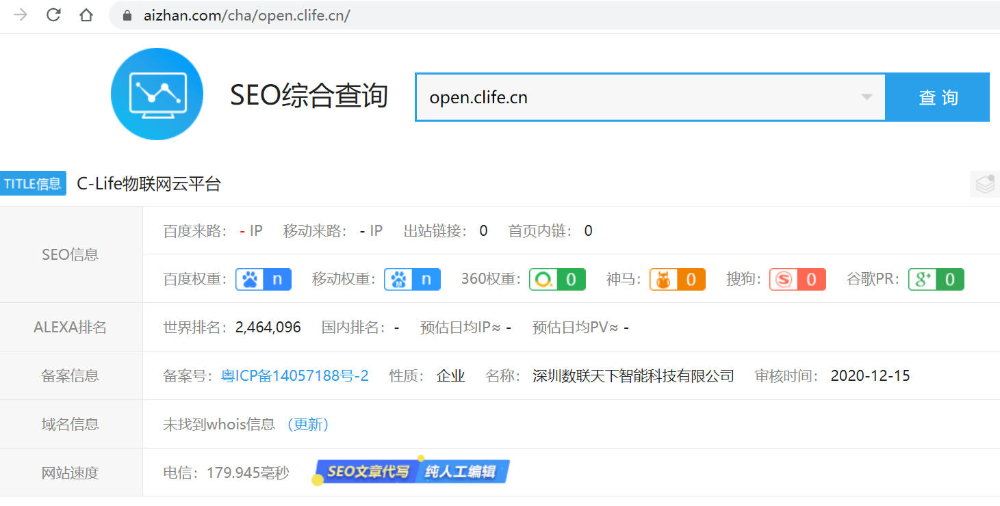 aizhan.com/cha/open.clife.cn/
SEO综合查询
open.clife.cn
查 询
TITLE信息 C-Life物联网云平台
SEO信息
百度来路： - IP 移动来路： - IP 出站链接： 0 首页内链： 0
百度权重： n 移动权重： n 360权重： 0 神马： 0 搜狗： S 0 谷歌PR： g+ 0
ALEXA排名 世界排名：2,464,096 国内排名：- 预估日均IP≈ - 预估日均PV≈ -
备案信息 备案号：粤ICP备14057188号-2 性质： 企业 名称： 深圳数联天下智能科技有限公司 审核时间： 2020-12-15
域名信息 未找到whois信息 （更新）
网站速度 电信：179.945毫秒 SEO文章代写 纯人工编辑